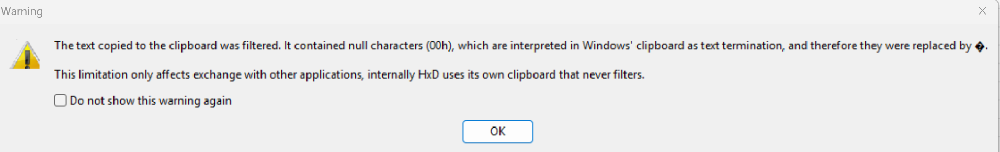 Warning
The text copied to the clipboard was filtered. It contained null characters (00h), which are interpreted in Windows' clipboard as text termination, and therefore they were replaced by �.
This limitation only affects exchange with other applications, internally HxD uses its own clipboard that never filters.
Do not show this warning again
OK